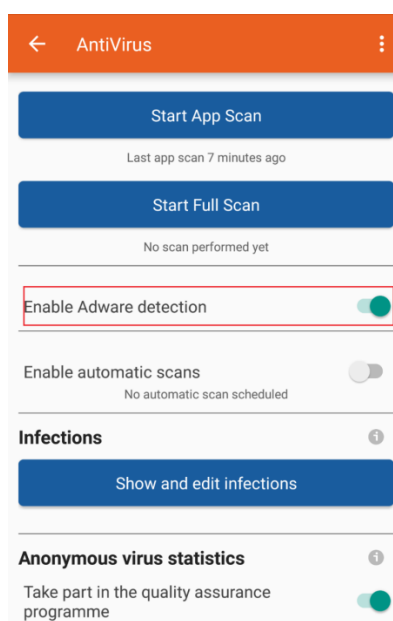 AntiVirus
Start App Scan
Last app scan 7 minutes ago
Start Full Scan
No scan performed yet
Enable Adware detection
Enable automatic scans
No automatic scan scheduled
Infections
Show and edit infections
Anonymous virus statistics
Take part in the quality assurance
programme